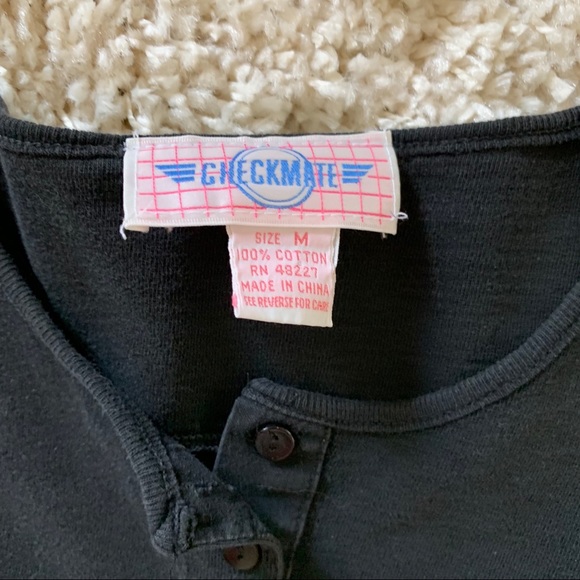 CHECKMATE
SIZE M
100% COTTON
RN 48227
MADE IN CHINA
SEE REVERSE FOR CARE